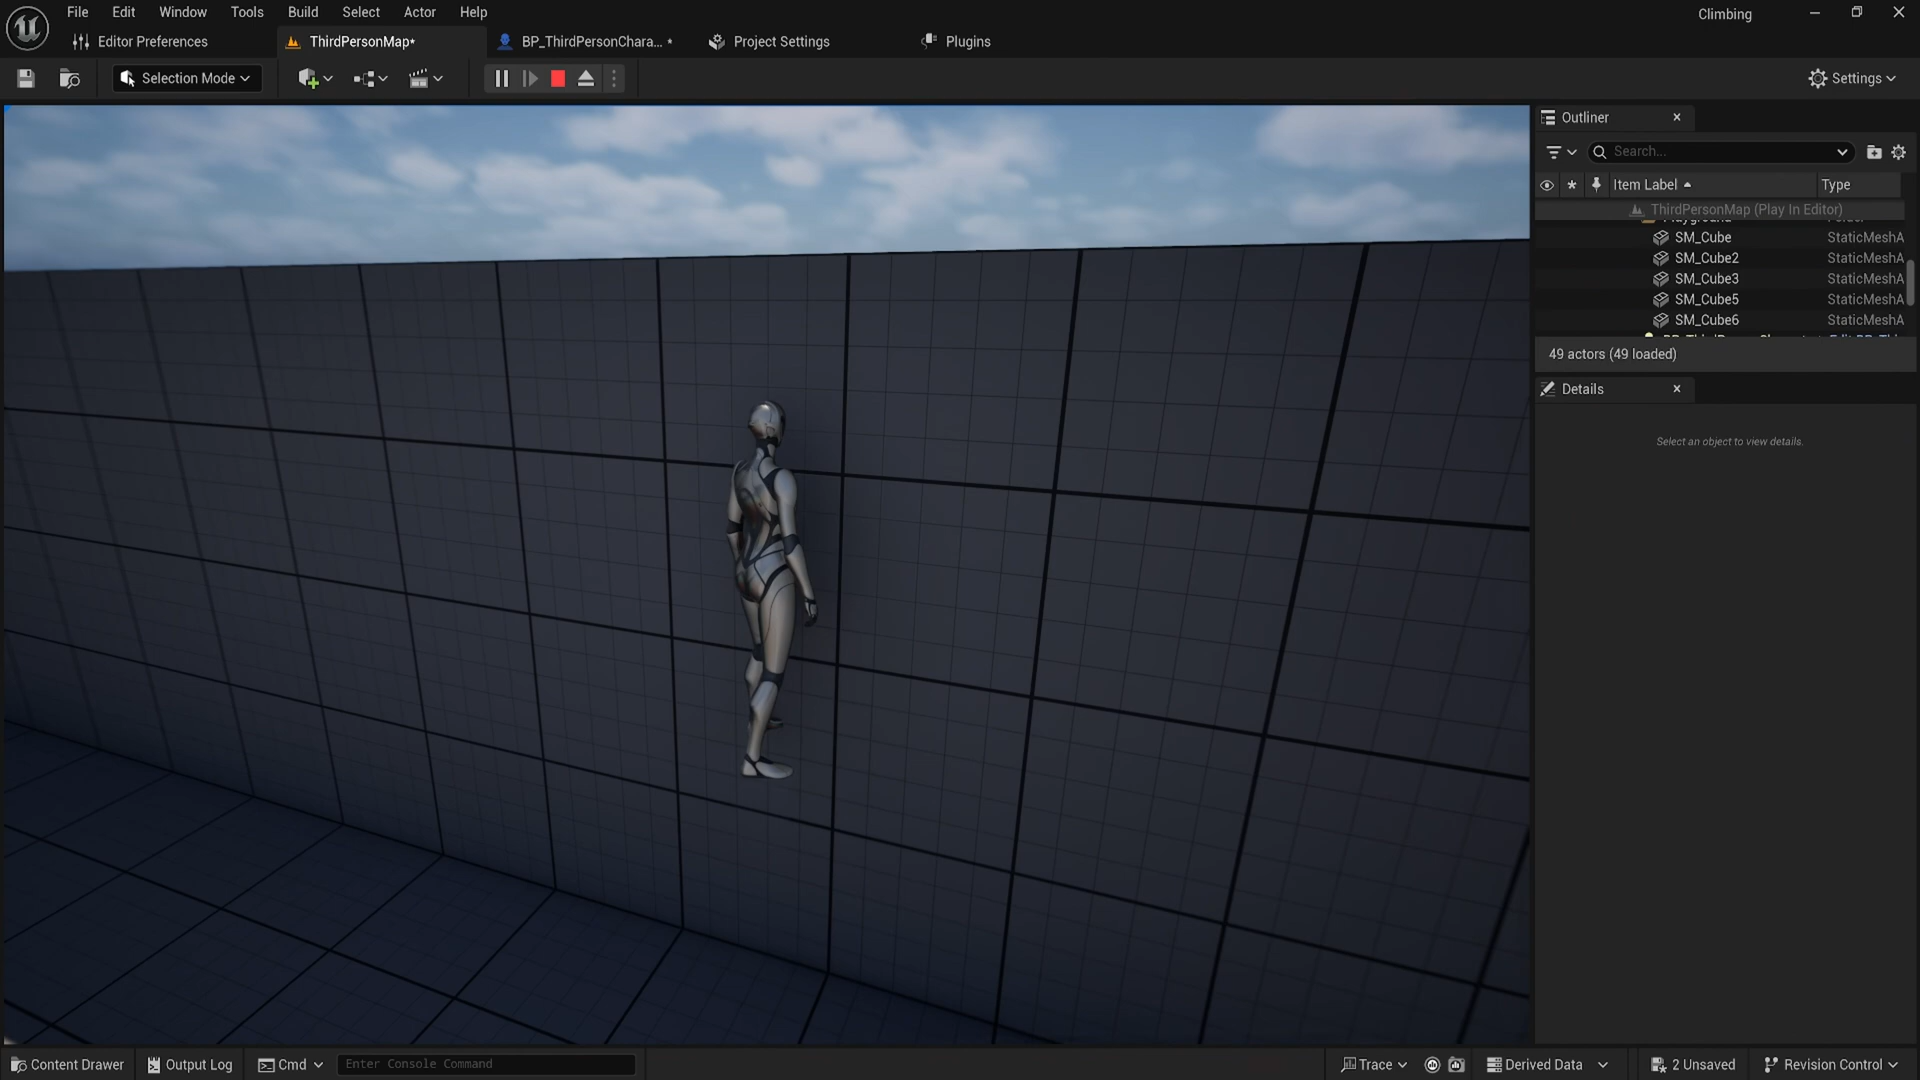 File Edit Window Tools Build Select Actor Help
Climbing
Editor Preferences
ThirdPersonMap*
BP_ThirdPersonChara... *
Project Settings
Plugins
Selection Mode
Settings
Outliner
Search...
Item Label
Type
ThirdPersonMap (Play In Editor)
SM_Cube StaticMeshA
SM_Cube2 StaticMeshA
SM_Cube3 StaticMeshA
SM_Cube5 StaticMeshA
SM_Cube6 StaticMeshA
49 actors (49 loaded)
Details
Select an object to view details.
Content Drawer
Output Log
Cmd
Enter Console Command
Trace
Derived Data
2 Unsaved
Revision Control